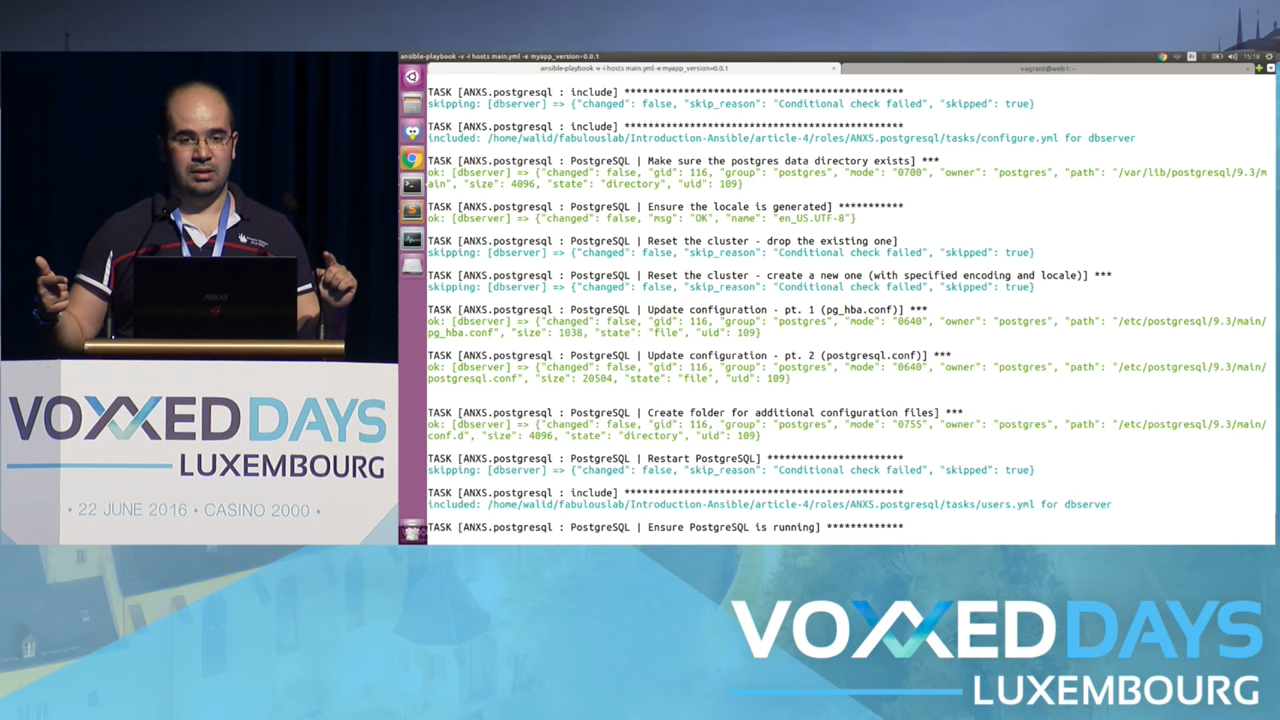 VOXXED DAYS
LUXEMBOURG
• 22 JUNE 2016 • CASINO 2000 •
ansible-playbook -v -i hosts main.yml -e myapp_version=0.0.1
15:18
ansible-playbook -v -i hosts main.yml -e myapp_version=0.0.1
vagrant@web1: ~
TASK [ANXS.postgresql : include] *********************************************
skipping: [dbserver] => {"changed": false, "skip_reason": "Conditional check failed", "skipped": true}
TASK [ANXS.postgresql : include] *********************************************
included: /home/walid/fabulouslab/Introduction-Ansible/article-4/roles/ANXS.postgresql/tasks/configure.yml for dbserver
TASK [ANXS.postgresql : PostgreSQL | Make sure the postgres data directory exists] ***
ok: [dbserver] => {"changed": false, "gid": 116, "group": "postgres", "mode": "0700", "owner": "postgres", "path": "/var/lib/postgresql/9.3/m
ain", "size": 4096, "state": "directory", "uid": 109}
TASK [ANXS.postgresql : PostgreSQL | Ensure the locale is generated] ***********
ok: [dbserver] => {"changed": false, "msg": "OK", "name": "en_US.UTF-8"}
TASK [ANXS.postgresql : PostgreSQL | Reset the cluster - drop the existing one]
skipping: [dbserver] => {"changed": false, "skip_reason": "Conditional check failed", "skipped": true}
TASK [ANXS.postgresql : PostgreSQL | Reset the cluster - create a new one (with specified encoding and locale)] ***
skipping: [dbserver] => {"changed": false, "skip_reason": "Conditional check failed", "skipped": true}
TASK [ANXS.postgresql : PostgreSQL | Update configuration - pt. 1 (pg_hba.conf)] ***
ok: [dbserver] => {"changed": false, "gid": 116, "group": "postgres", "mode": "0640", "owner": "postgres", "path": "/etc/postgresql/9.3/main/
pg_hba.conf", "size": 1038, "state": "file", "uid": 109}
TASK [ANXS.postgresql : PostgreSQL | Update configuration - pt. 2 (postgresql.conf)] ***
ok: [dbserver] => {"changed": false, "gid": 116, "group": "postgres", "mode": "0640", "owner": "postgres", "path": "/etc/postgresql/9.3/main/
postgresql.conf", "size": 20504, "state": "file", "uid": 109}
TASK [ANXS.postgresql : PostgreSQL | Create folder for additional configuration files] ***
ok: [dbserver] => {"changed": false, "gid": 116, "group": "postgres", "mode": "0755", "owner": "postgres", "path": "/etc/postgresql/9.3/main/
conf.d", "size": 4096, "state": "directory", "uid": 109}
TASK [ANXS.postgresql : PostgreSQL | Restart PostgreSQL] ***********************
skipping: [dbserver] => {"changed": false, "skip_reason": "Conditional check failed", "skipped": true}
TASK [ANXS.postgresql : include] *********************************************
included: /home/walid/fabulouslab/Introduction-Ansible/article-4/roles/ANXS.postgresql/tasks/users.yml for dbserver
TASK [ANXS.postgresql : PostgreSQL | Ensure PostgreSQL is running] *************
VOXXED DAYS
LUXEMBOURG